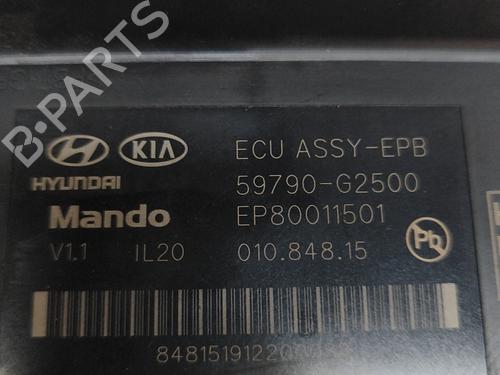 B-PARTS
HYUNDAI KIA ECU ASSY-EPB
59790-G2500
Mando EP80011501
V1.1 IL20 010.848.15 Pb